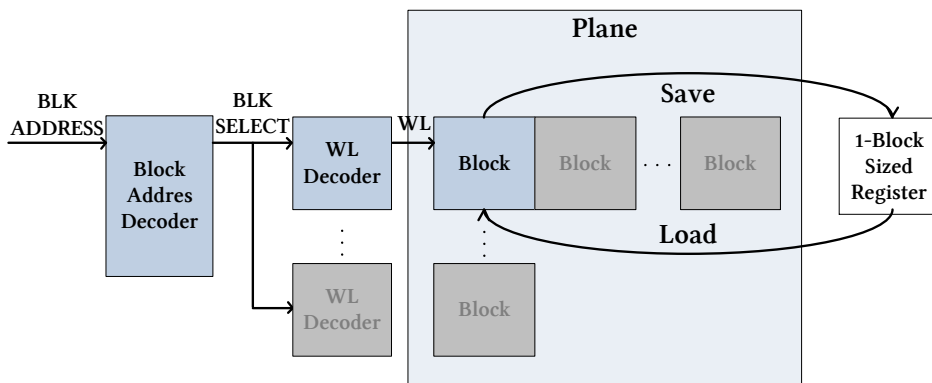 Plane
BLK
ADDRESS
BLK
SELECT
WL
Save
Block
Addres
Decoder
WL
Decoder
Block
Block
. . .
Block
1-Block
Sized
Register
Load
WL
Decoder
Block